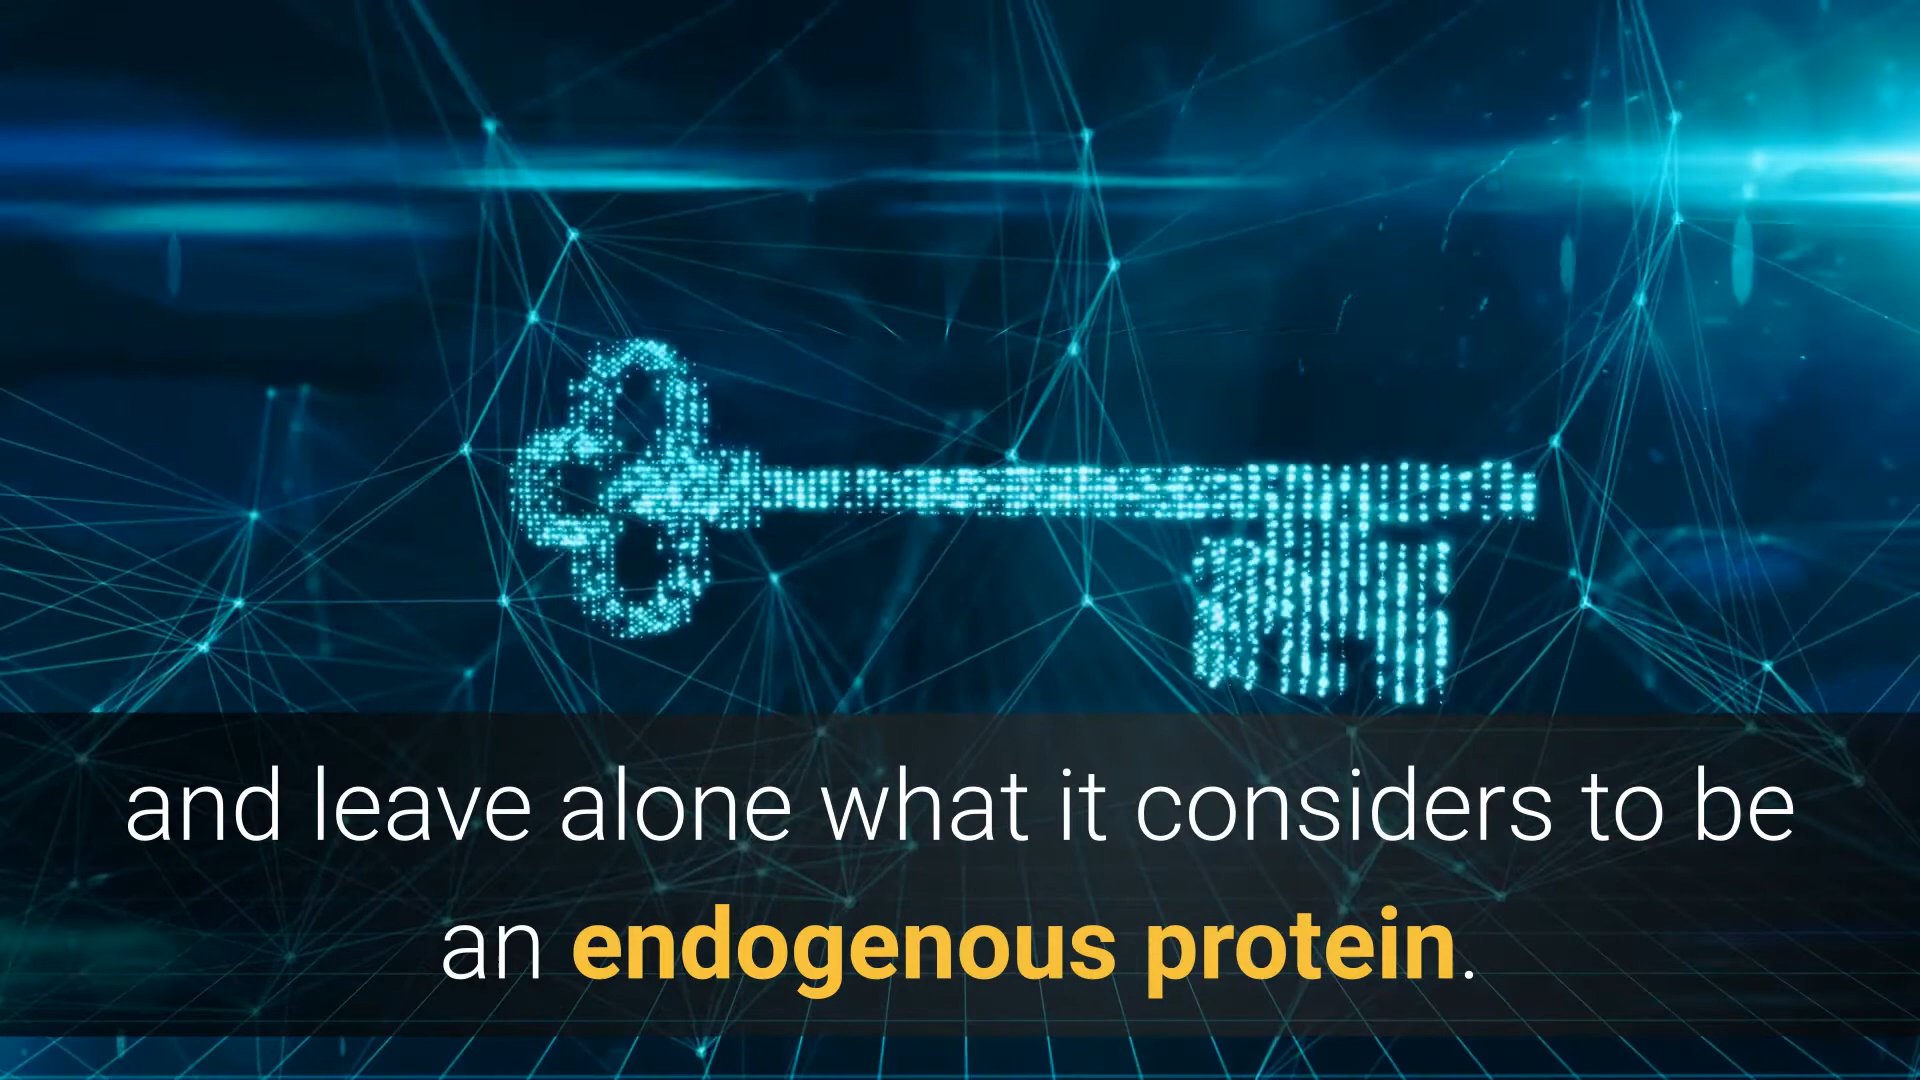 and leave alone what it considers to be
an endogenous protein.